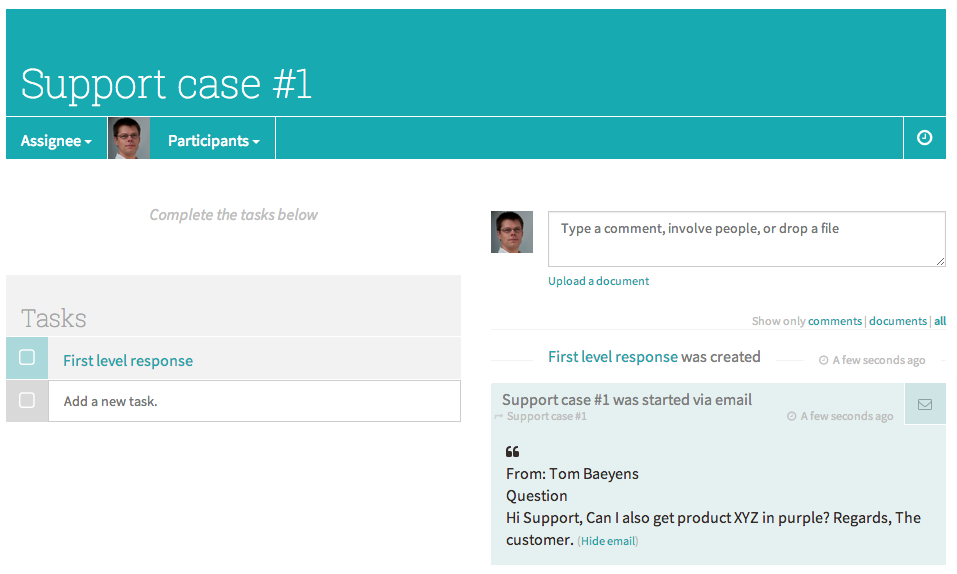 Support case #1
Assignee
Participants
Complete the tasks below
Tasks
First level response
Add a new task.
Type a comment, involve people, or drop a file
Upload a document
Show only comments | documents | all
First level response was created
A few seconds ago
Support case #1 was started via email
Support case #1
A few seconds ago
“
From: Tom Baeyens
Question
Hi Support, Can I also get product XYZ in purple? Regards, The
customer. (Hide email)